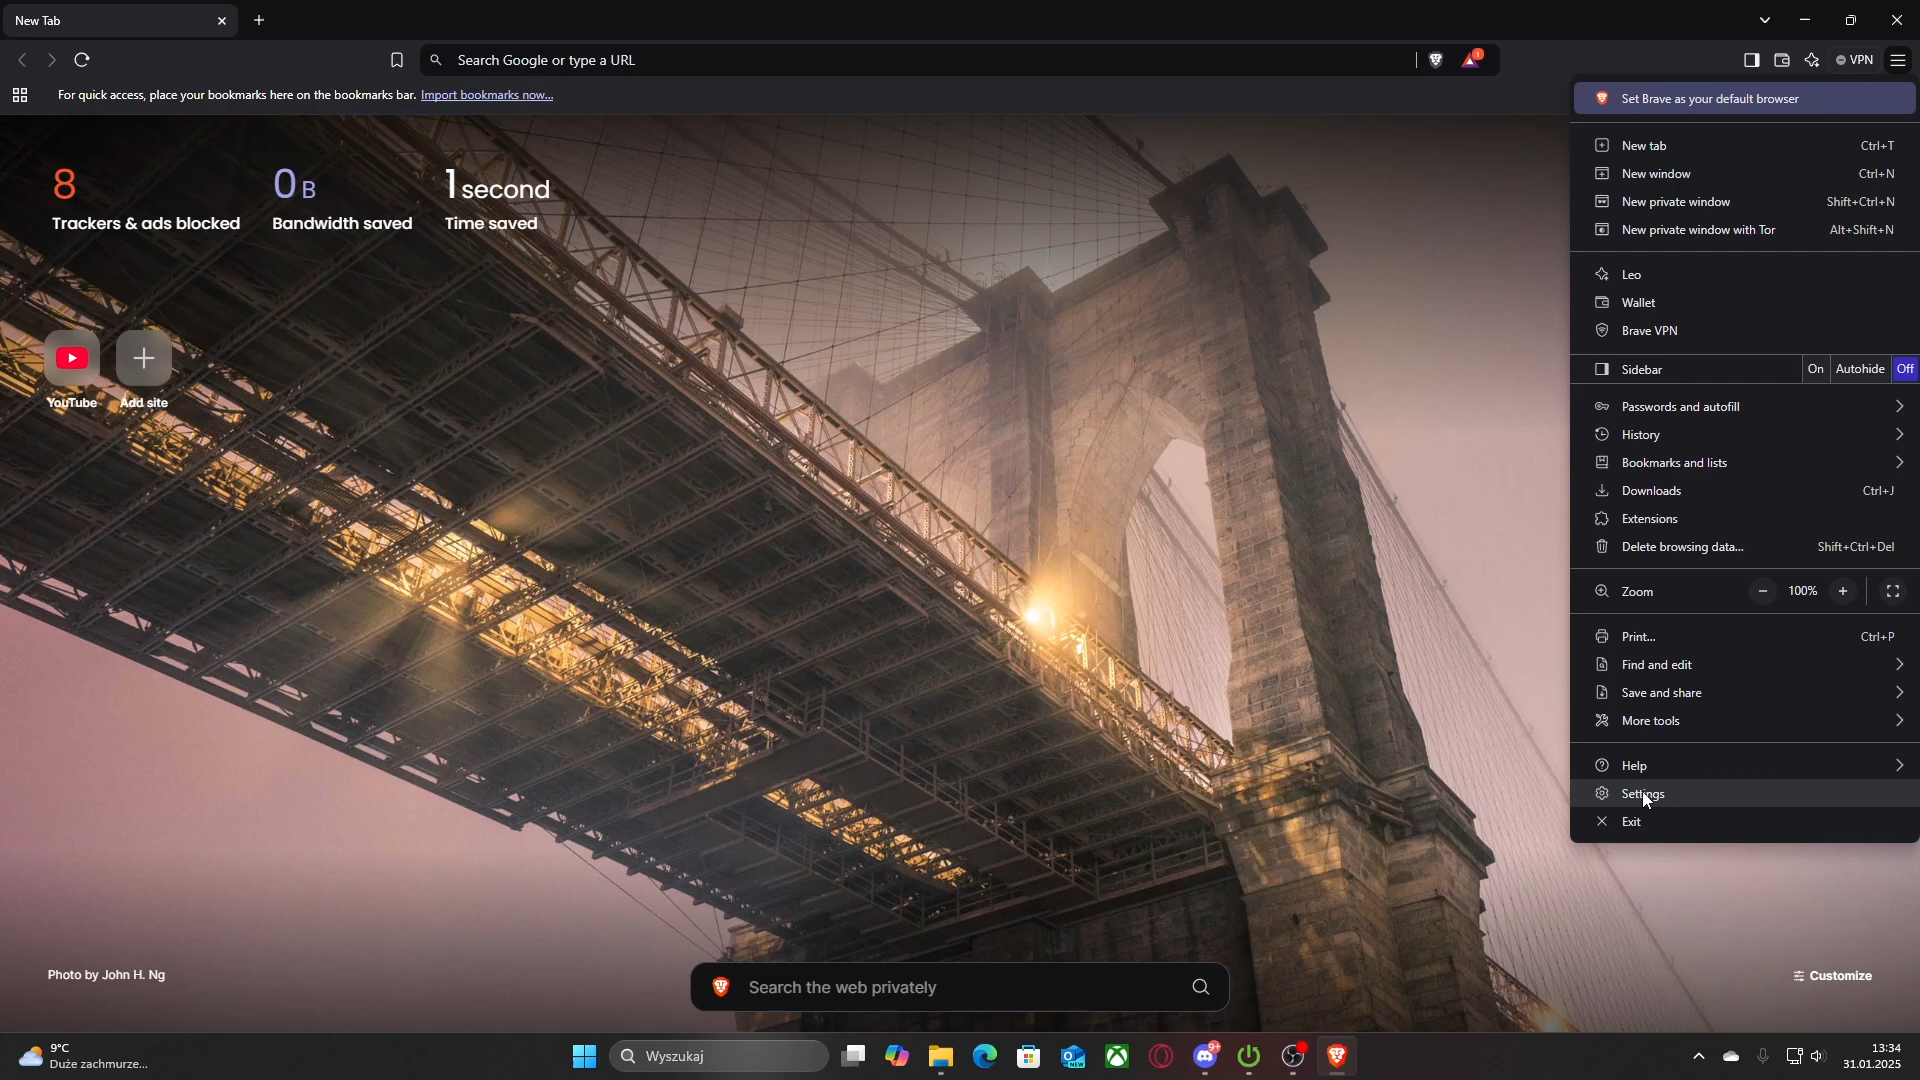 New Tab
Search Google or type a URL
1
VPN
For quick access, place your bookmarks here on the bookmarks bar. Import bookmarks now...
Set Brave as your default browser
New tab Ctrl+T
New window Ctrl+N
New private window Shift+Ctrl+N
New private window with Tor Alt+Shift+N
Leo
Wallet
Brave VPN
Sidebar On Autohide Off
Passwords and autofill
History
Bookmarks and lists
Downloads Ctrl+J
Extensions
Delete browsing data... Shift+Ctrl+Del
Zoom 100%
Print... Ctrl+P
Find and edit
Save and share
More tools
Help
Settings
Exit
8
Trackers & ads blocked
0 B
Bandwidth saved
1 second
Time saved
YouTube
Add site
Photo by John H. Ng
Search the web privately
Customize
9°C
Duże zachmurze...
Wyszukaj
NEW
9+
13:34
31.01.2025